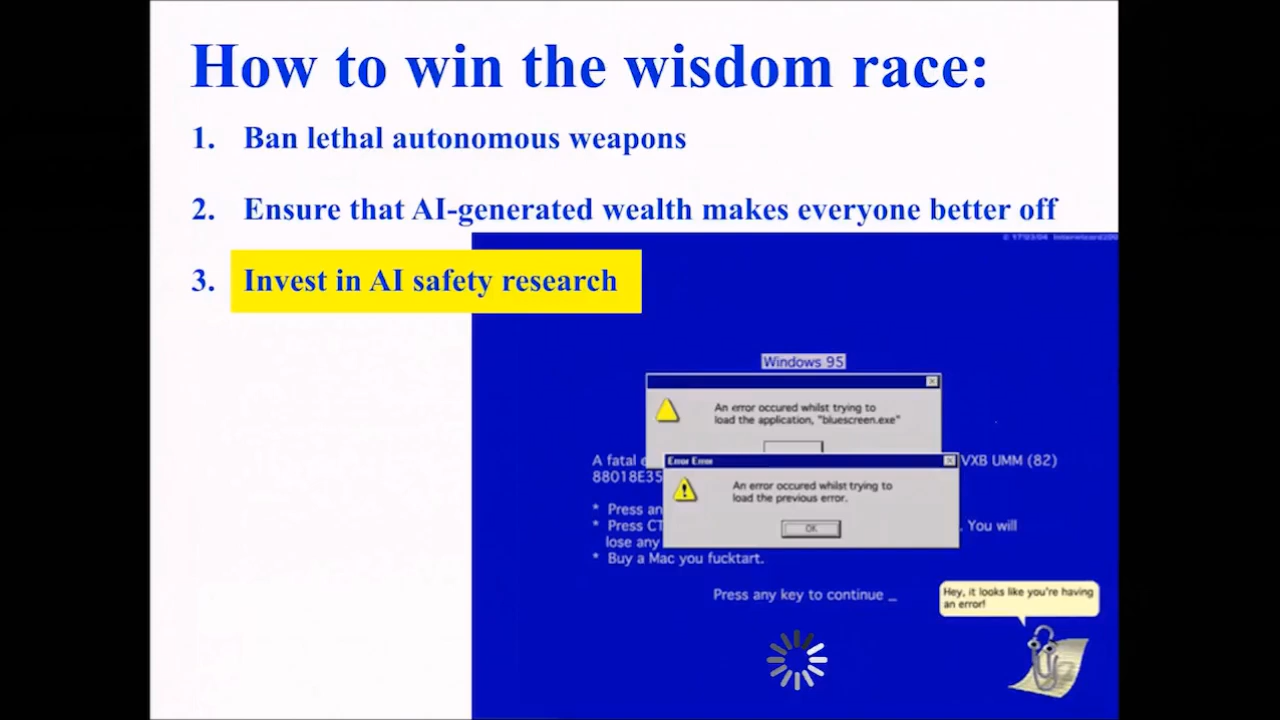 How to win the wisdom race:
1. Ban lethal autonomous weapons
2. Ensure that AI-generated wealth makes everyone better off
3. Invest in AI safety research
Windows 95
An error occured whilst trying to
load the application, "bluescreen.exe"
A fatal
VXB UMM (82)
88018E35
Error Error
An error occured whilst trying to
load the previous error.
OK
* Press an
* Press CT
. You will
lose any
* Buy a Mac you fucktart.
Press any key to continue _
Hey, it looks like you're having
an error!